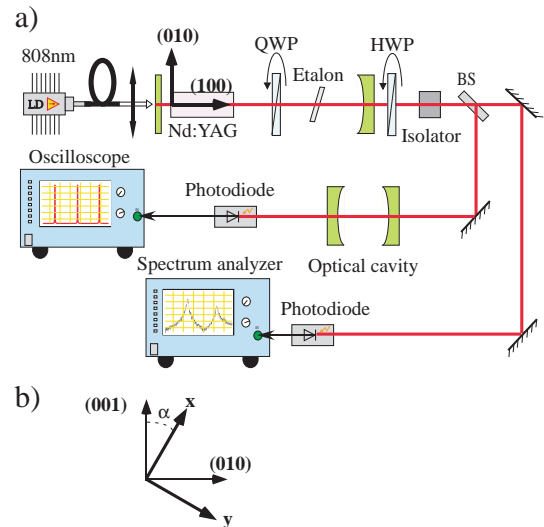 a)
(010)
QWP
HWP
808nm
Etalon
BS
(100)
LD
Nd:YAG
Isolator
Oscilloscope
Photodiode
Optical cavity
Spectrum analyzer
Photodiode
b)
(001)
x
α
(010)
y